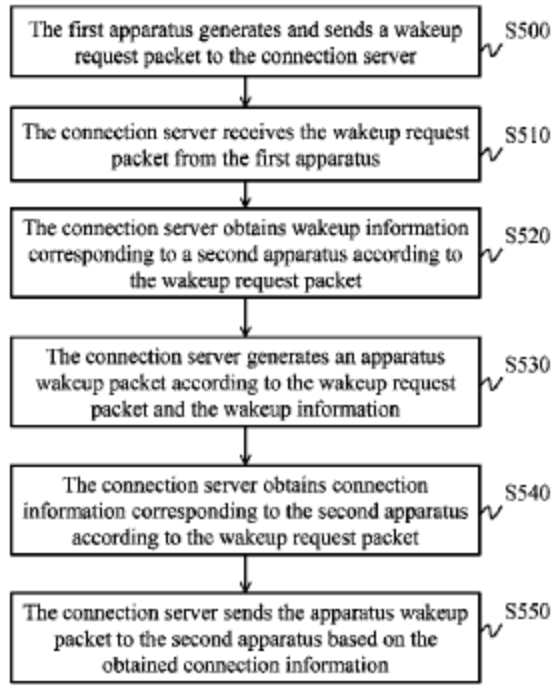 The first apparatus generates and sends a wakeup
request packet to the connection server
S500
The connection server receives the wakeup request
packet from the first apparatus
S510
The connection server obtains wakeup information
corresponding to a second apparatus according to
the wakeup request packet
S520
The connection server generates an apparatus
wakeup packet according to the wakeup request
packet and the wakeup information
S530
The connection server obtains connection
information corresponding to the second apparatus
according to the wakeup request packet
S540
The connection server sends the apparatus wakeup
packet to the second apparatus based on the
obtained connection information
S550